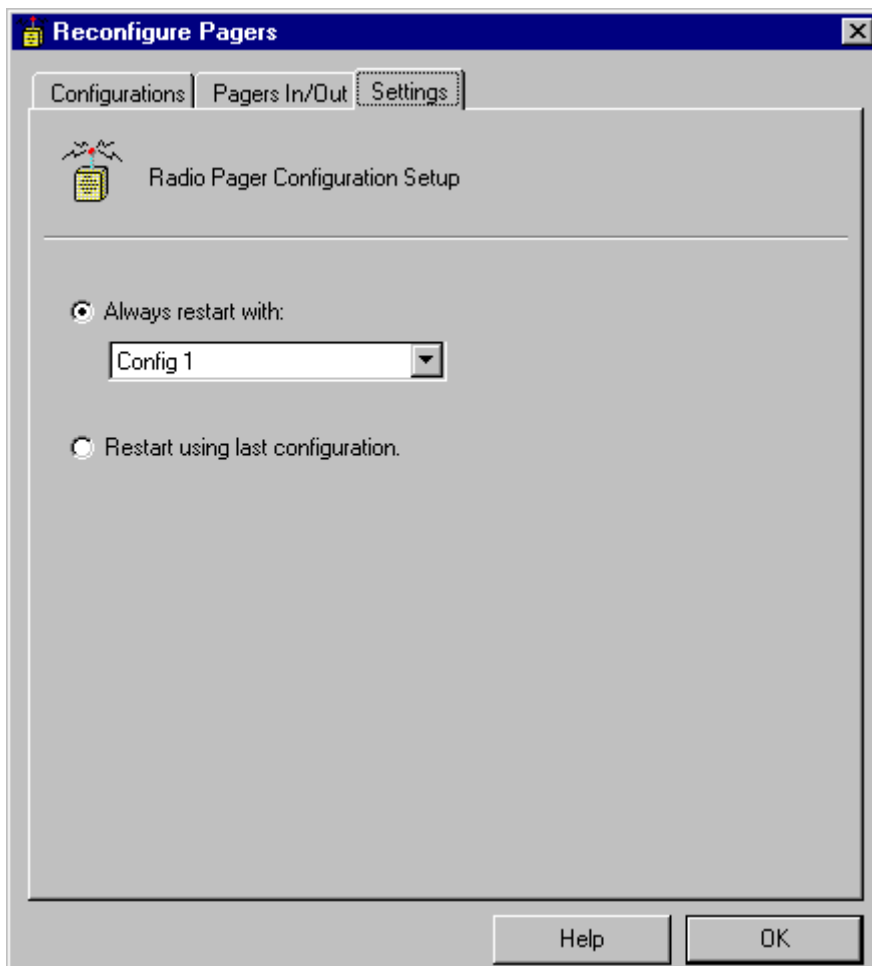 Reconfigure Pagers
Configurations
Pagers In/Out
Settings
Radio Pager Configuration Setup
Always restart with:
Config 1
Restart using last configuration.
Help
OK